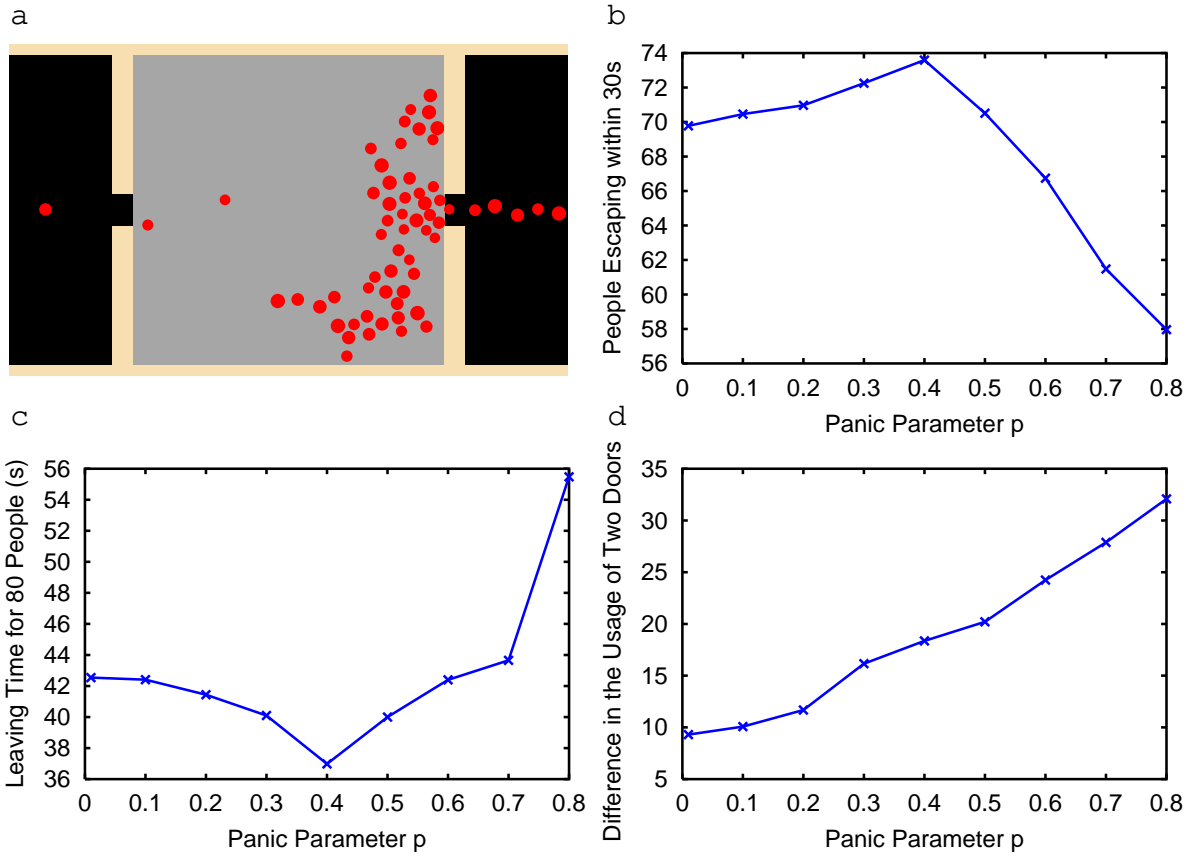 a
b
People Escaping within 30s
74
72
70
68
66
64
62
60
58
56
0 0.1 0.2 0.3 0.4 0.5 0.6 0.7 0.8
Panic Parameter p
c
Leaving Time for 80 People (s)
56
54
52
50
48
46
44
42
40
38
36
0 0.1 0.2 0.3 0.4 0.5 0.6 0.7 0.8
Panic Parameter p
d
Difference in the Usage of Two Doors
35
30
25
20
15
10
5
0 0.1 0.2 0.3 0.4 0.5 0.6 0.7 0.8
Panic Parameter p